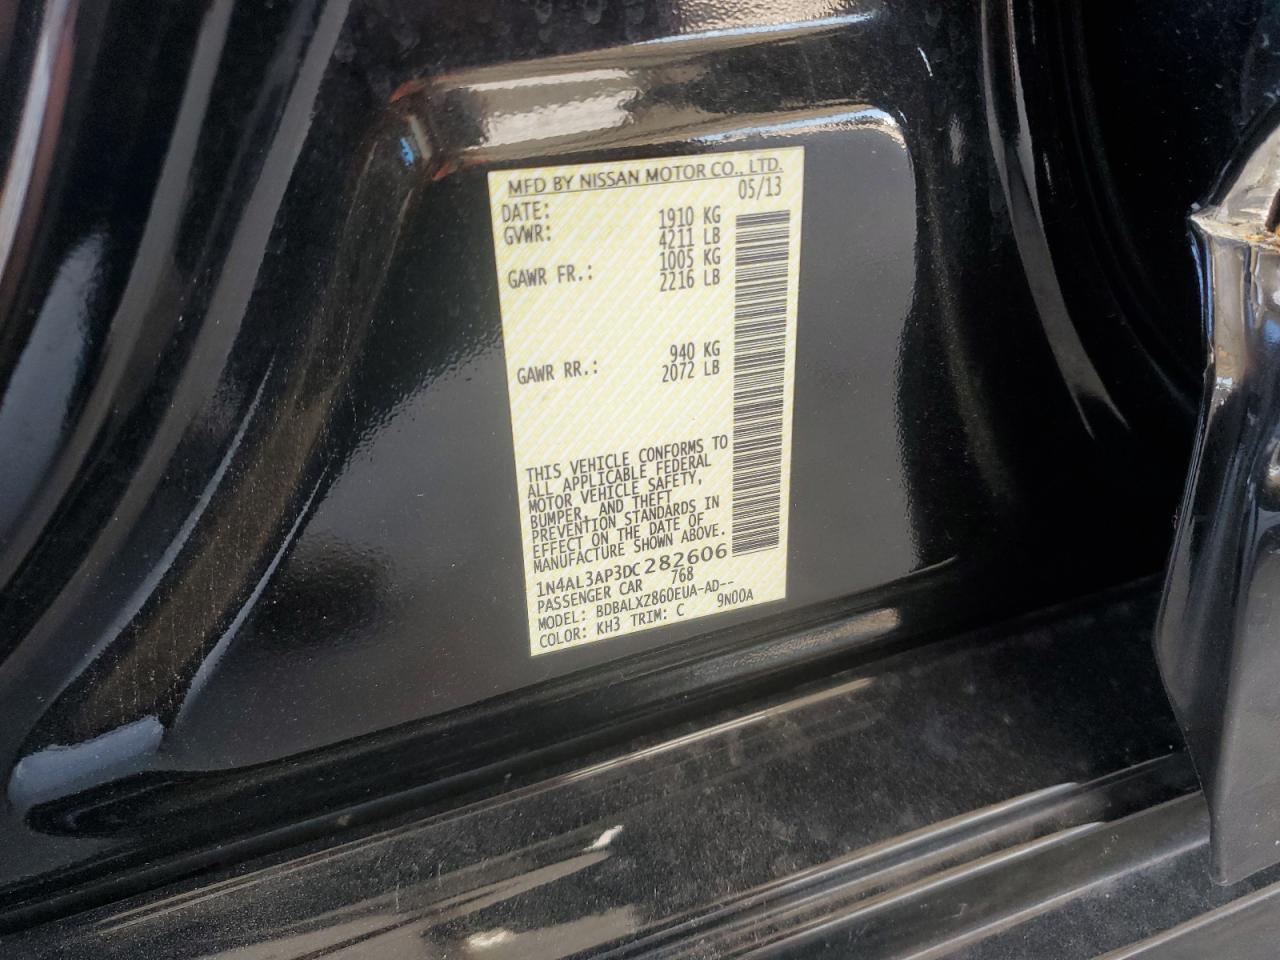 MFD BY NISSAN MOTOR CO., LTD.
DATE: 05/13
GVWR: 1910 KG
4211 LB
GAWR FR.: 1005 KG
2216 LB
GAWR RR.: 940 KG
2072 LB
THIS VEHICLE CONFORMS TO
ALL APPLICABLE FEDERAL
MOTOR VEHICLE SAFETY,
BUMPER, AND THEFT
PREVENTION STANDARDS IN
EFFECT ON THE DATE OF
MANUFACTURE SHOWN ABOVE.
1N4AL3AP3DC282606
PASSENGER CAR 768
MODEL: BDBALXZ860EUA-AD--
COLOR: KH3 TRIM: C 9N00A